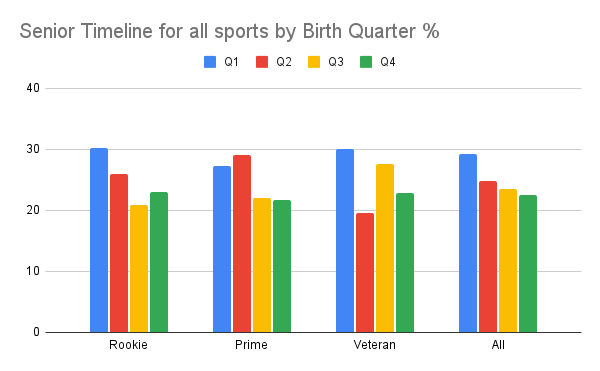 Senior Timeline for all sports by Birth Quarter %
Q1 Q2 Q3 Q4
40
30
20
10
0
Rookie Prime Veteran All